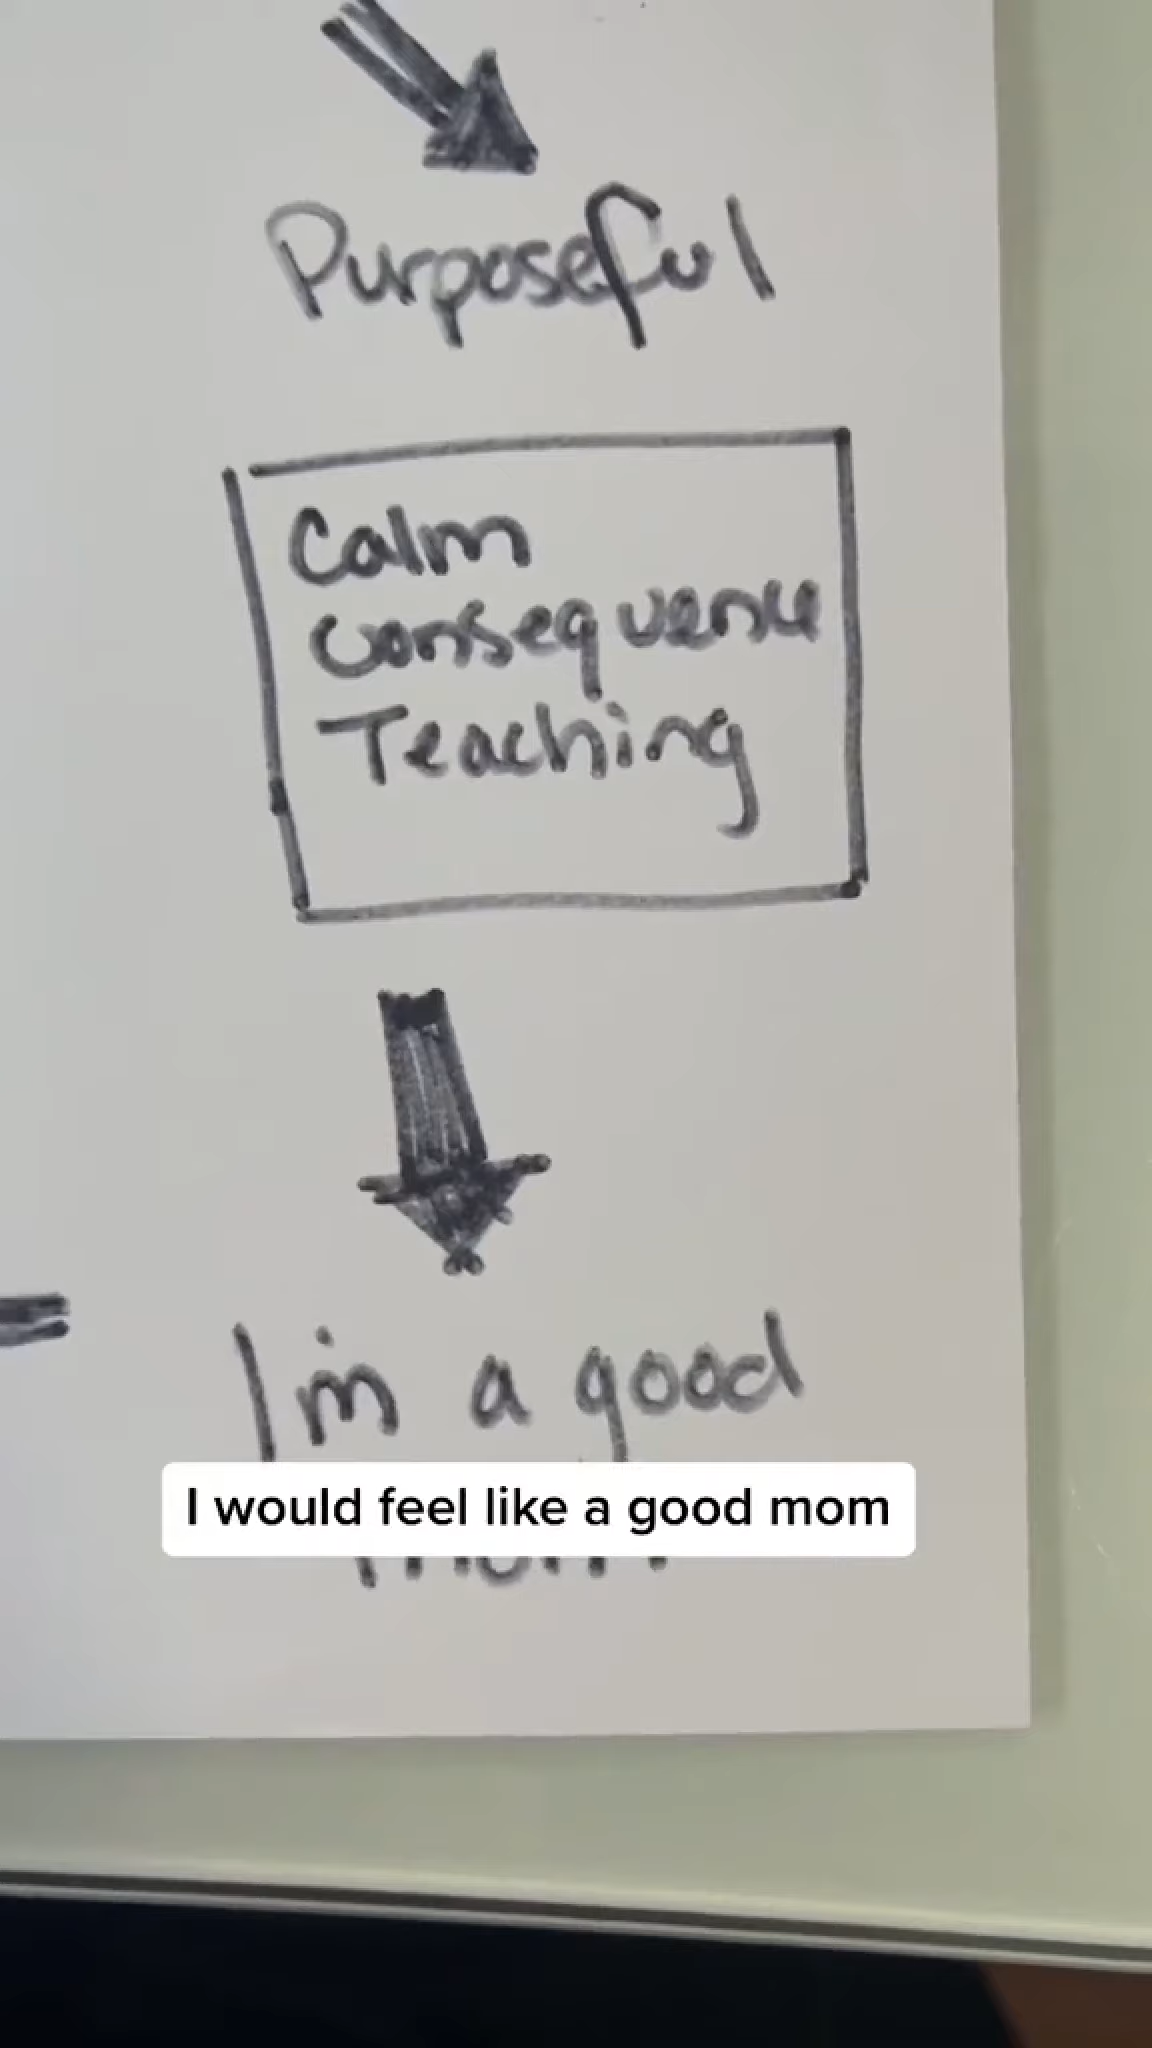 Purposeful
Calm
consequence
Teaching
I'm a good
I would feel like a good mom